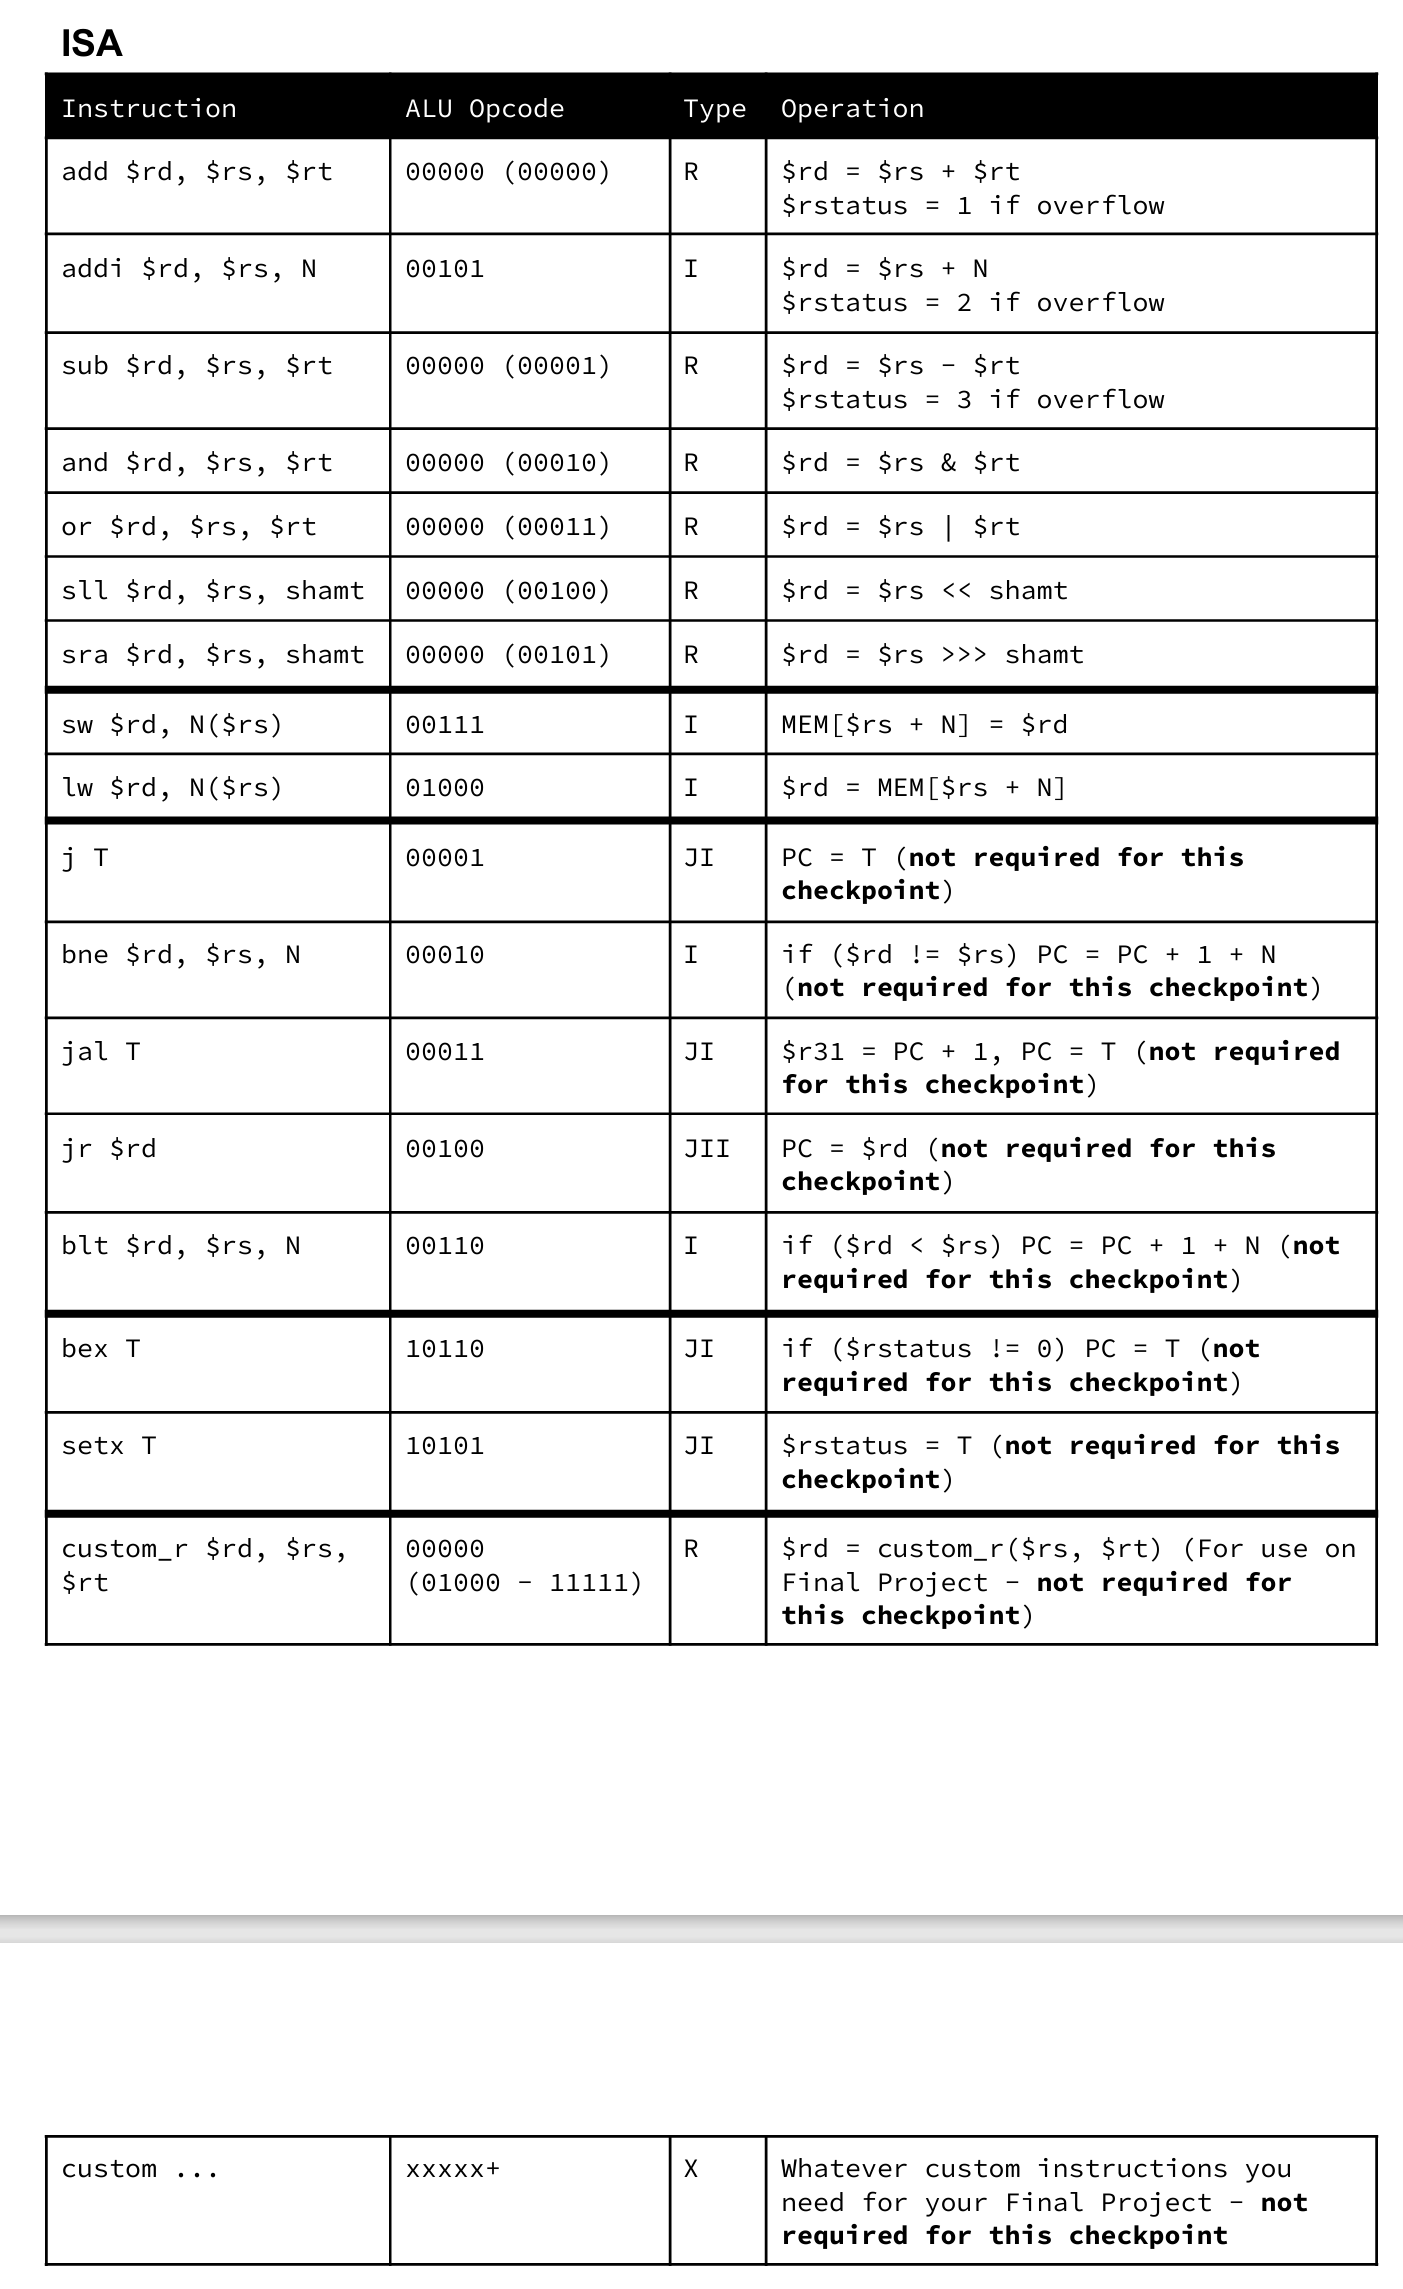 ISA
Instruction ALU Opcode Type Operation
add $rd, $rs, $rt 00000 (00000) R $rd = $rs + $rt
$rstatus = 1 if overflow
addi $rd, $rs, N 00101 I $rd = $rs + N
$rstatus = 2 if overflow
sub $rd, $rs, $rt 00000 (00001) R $rd = $rs - $rt
$rstatus = 3 if overflow
and $rd, $rs, $rt 00000 (00010) R $rd = $rs & $rt
or $rd, $rs, $rt 00000 (00011) R $rd = $rs | $rt
sll $rd, $rs, shamt 00000 (00100) R $rd = $rs << shamt
sra $rd, $rs, shamt 00000 (00101) R $rd = $rs >>> shamt
sw $rd, N($rs) 00111 I MEM[$rs + N] = $rd
lw $rd, N($rs) 01000 I $rd = MEM[$rs + N]
j T 00001 JI PC = T (not required for this
checkpoint)
bne $rd, $rs, N 00010 I if ($rd != $rs) PC = PC + 1 + N
(not required for this checkpoint)
jal T 00011 JI $r31 = PC + 1, PC = T (not required
for this checkpoint)
jr $rd 00100 JII PC = $rd (not required for this
checkpoint)
blt $rd, $rs, N 00110 I if ($rd < $rs) PC = PC + 1 + N (not
required for this checkpoint)
bex T 10110 JI if ($rstatus != 0) PC = T (not
required for this checkpoint)
setx T 10101 JI $rstatus = T (not required for this
checkpoint)
custom_r $rd, $rs, 00000 R $rd = custom_r($rs, $rt) (For use on
$rt (01000 - 11111) Final Project - not required for
this checkpoint)
custom ... xxxxx+ X Whatever custom instructions you
need for your Final Project - not
required for this checkpoint